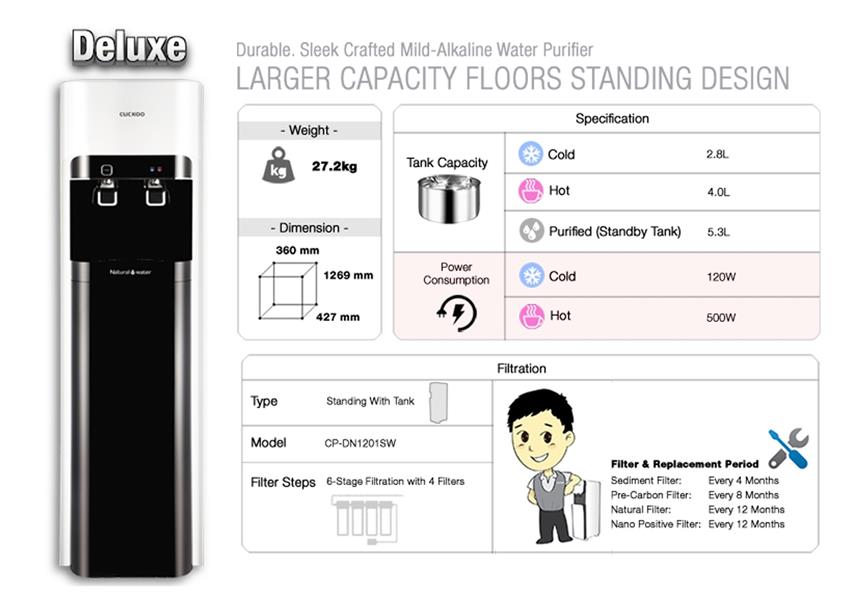 Deluxe
CUCKOO
Natural water
Durable. Sleek Crafted Mild-Alkaline Water Purifier
LARGER CAPACITY FLOORS STANDING DESIGN
- Weight -
kg
27.2kg
- Dimension -
360 mm
1269 mm
427 mm
Specification
Tank Capacity
Cold 2.8L
Hot 4.0L
Purified (Standby Tank) 5.3L
Power
Consumption
Cold 120W
Hot 500W
Filtration
Type Standing With Tank
Model CP-DN1201SW
Filter Steps 6-Stage Filtration with 4 Filters
Filter & Replacement Period
Sediment Filter: Every 4 Months
Pre-Carbon Filter: Every 8 Months
Natural Filter: Every 12 Months
Nano Positive Filter: Every 12 Months